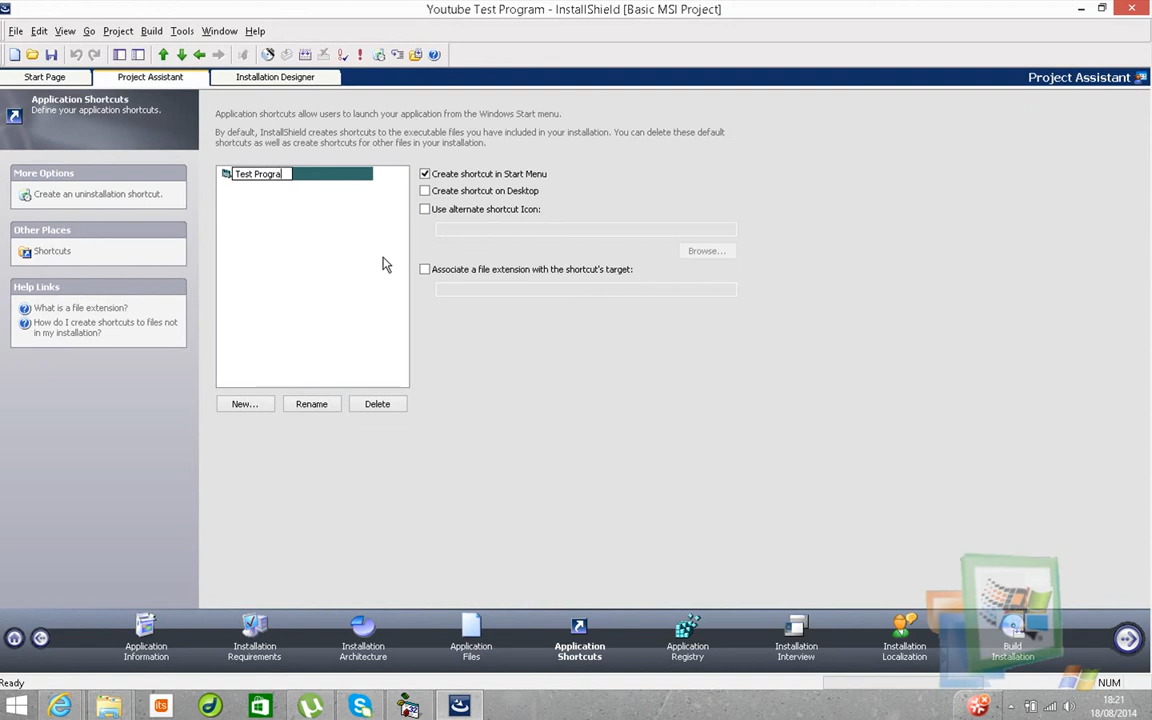 Youtube Test Program - InstallShield [Basic MSI Project]
File Edit View Go Project Build Tools Window Help
Start Page Project Assistant Installation Designer Project Assistant
Application Shortcuts
Define your application shortcuts.
Application shortcuts allow users to launch your application from the Windows Start menu.
By default, InstallShield creates shortcuts to the executable files you have included in your installation. You can delete these default
shortcuts as well as create shortcuts for other files in your installation.
More Options
Create an uninstallation shortcut.
Other Places
Shortcuts
Help Links
What is a file extension?
How do I create shortcuts to files not
in my installation?
Test Progra
New... Rename Delete
Create shortcut in Start Menu
Create shortcut on Desktop
Use alternate shortcut Icon:
Browse...
Associate a file extension with the shortcut's target:
Application
Information
Installation
Requirements
Installation
Architecture
Application
Files
Application
Shortcuts
Application
Registry
Installation
Interview
Installation
Localization
Build
Installation
Ready NUM
its
18:21
18/08/2014